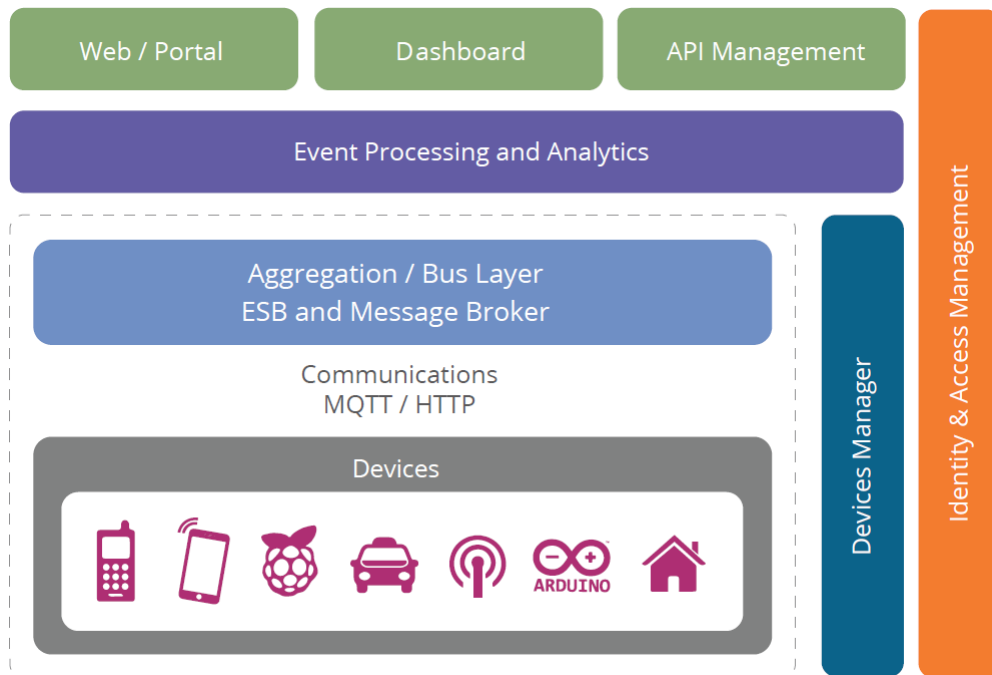 Web / Portal
Dashboard
API Management
Event Processing and Analytics
Aggregation / Bus Layer
ESB and Message Broker
Communications
MQTT / HTTP
Devices
ARDUINO
Devices Manager
Identity & Access Management